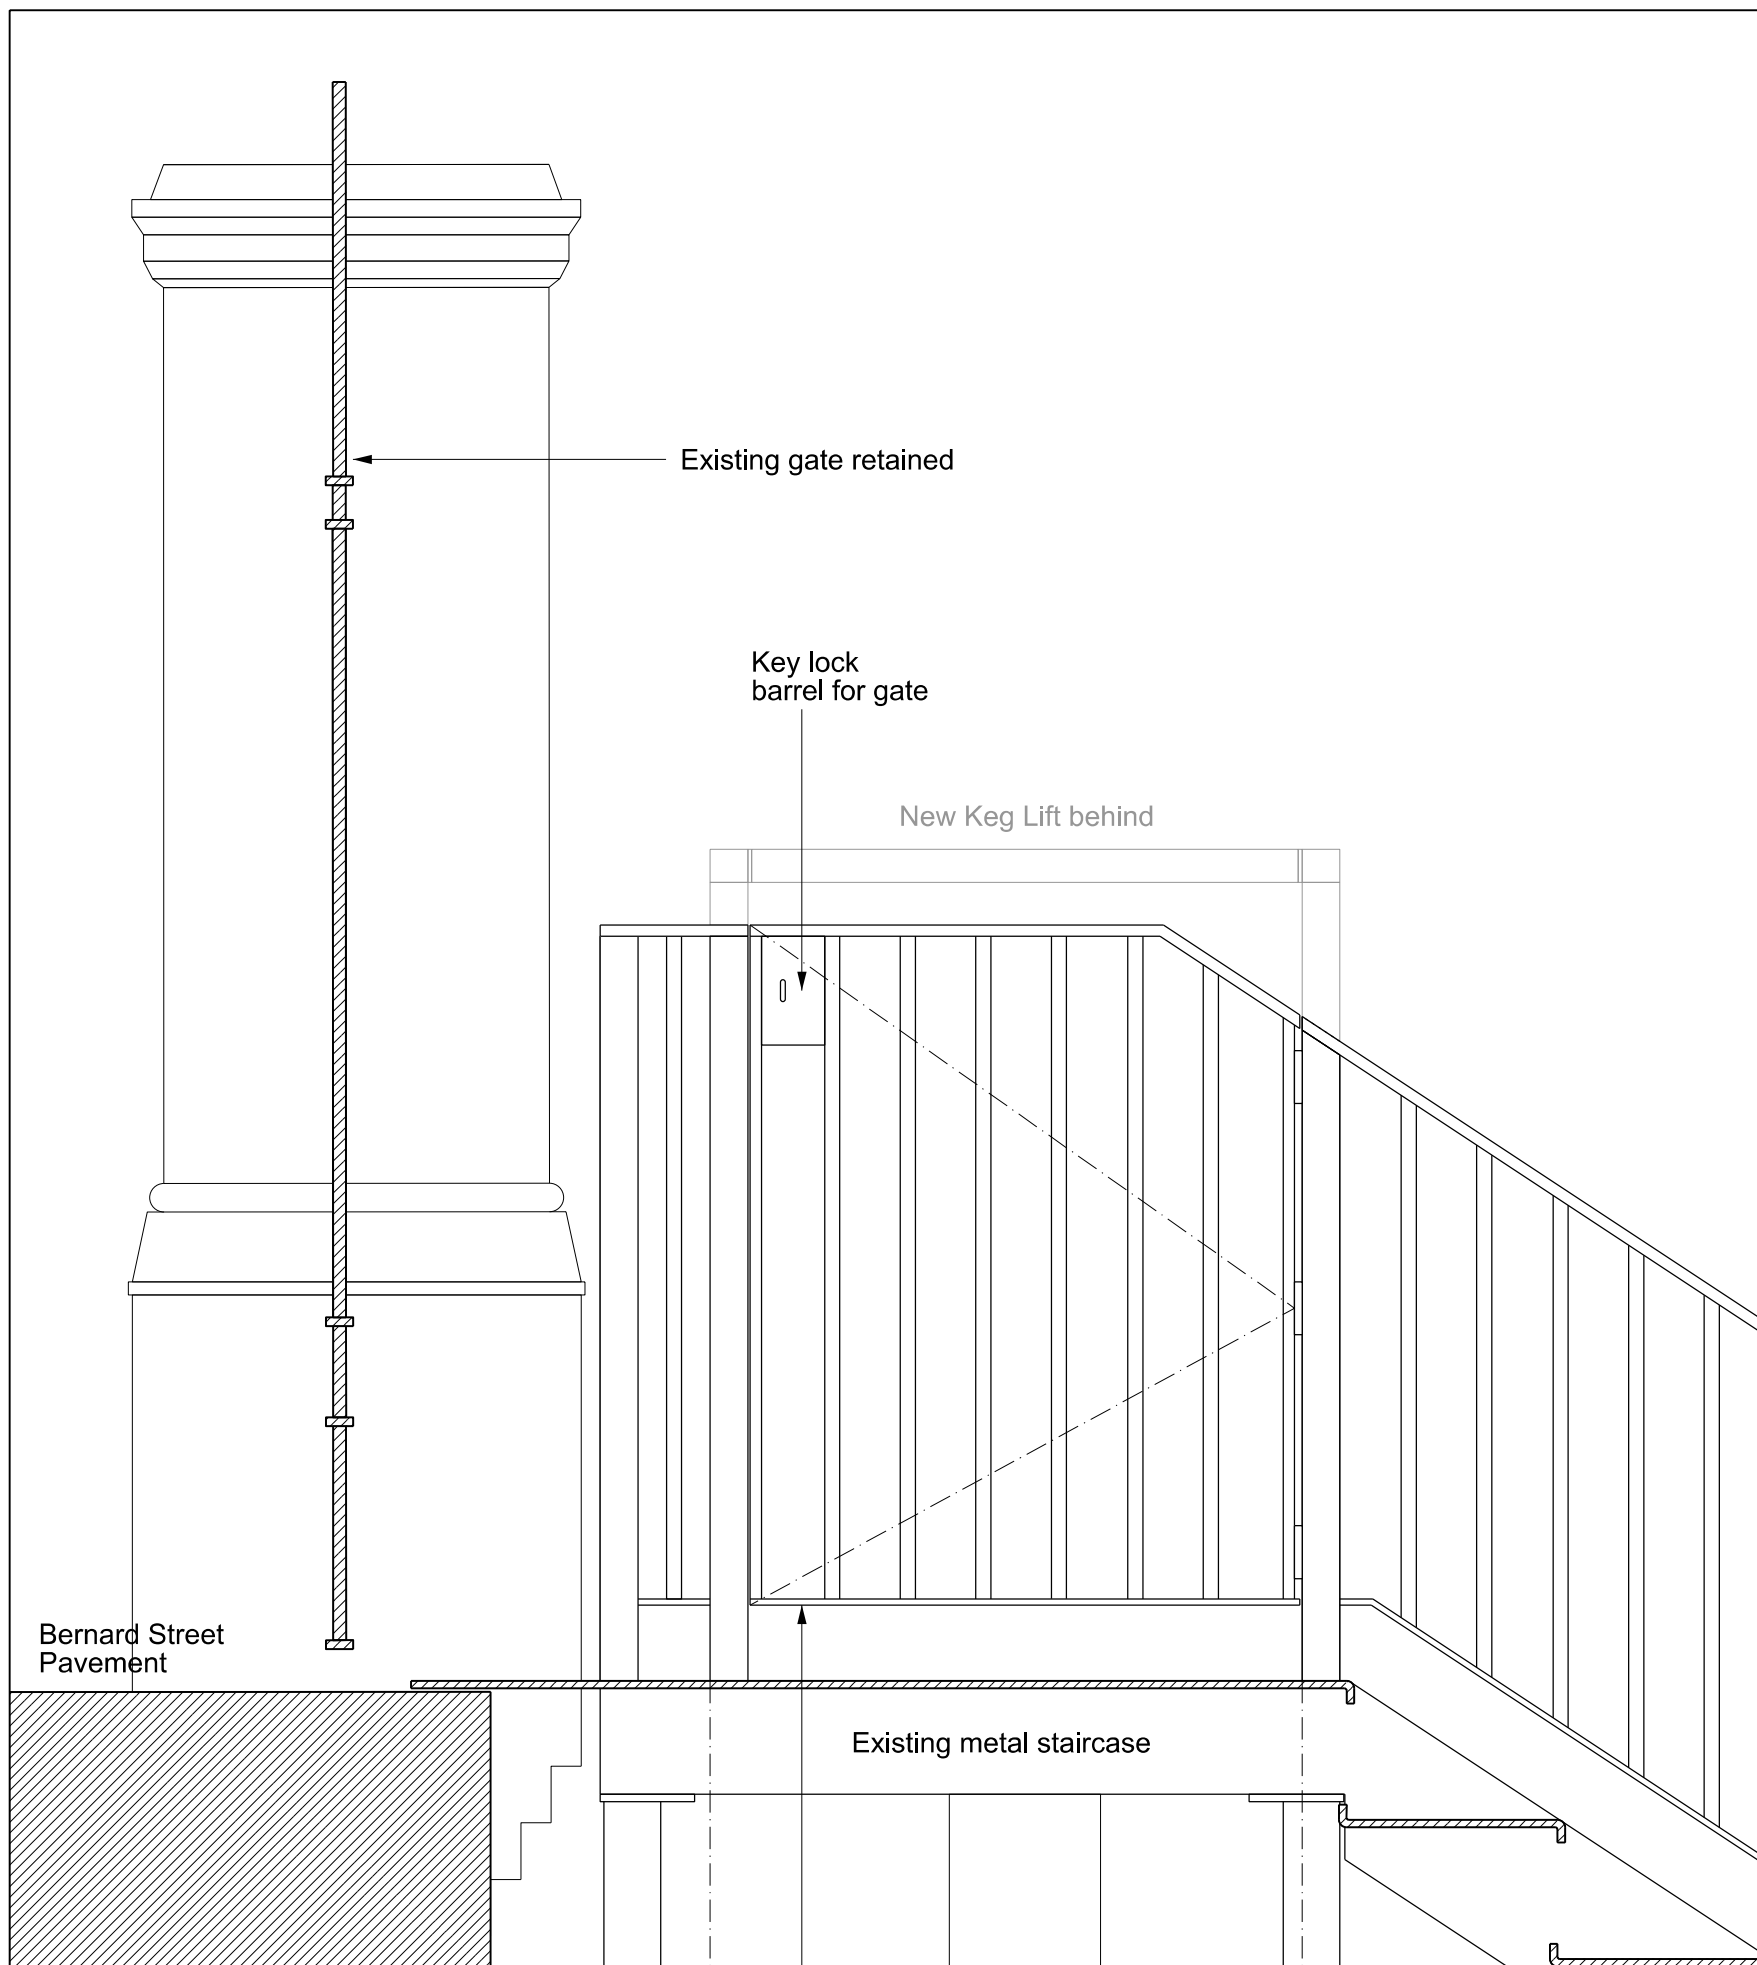 Existing gate retained
Key lock
barrel for gate
New Keg Lift behind
Bernard Street
Pavement
Existing metal staircase